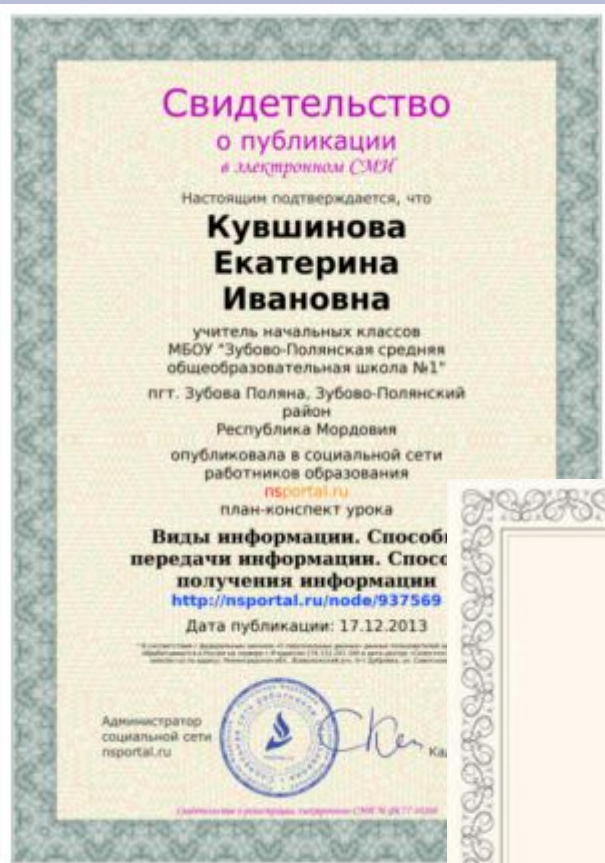 Свидетельство
о публикации
в электронном СМИ
Настоящим подтверждается, что
Кувшинова
Екатерина
Ивановна
учитель начальных классов
МБОУ "Зубово-Полянская средняя
общеобразовательная школа №1"
пгт. Зубова Поляна, Зубово-Полянский
район
Республика Мордовия
опубликовала в социальной сети
работников образования
nsportal.ru
план-конспект урока
Виды информации. Способ
передачи информации. Спосо
получения информации
http://nsportal.ru/node/937569
Дата публикации: 17.12.2013
Администратор
социальной сети
nsportal.ru